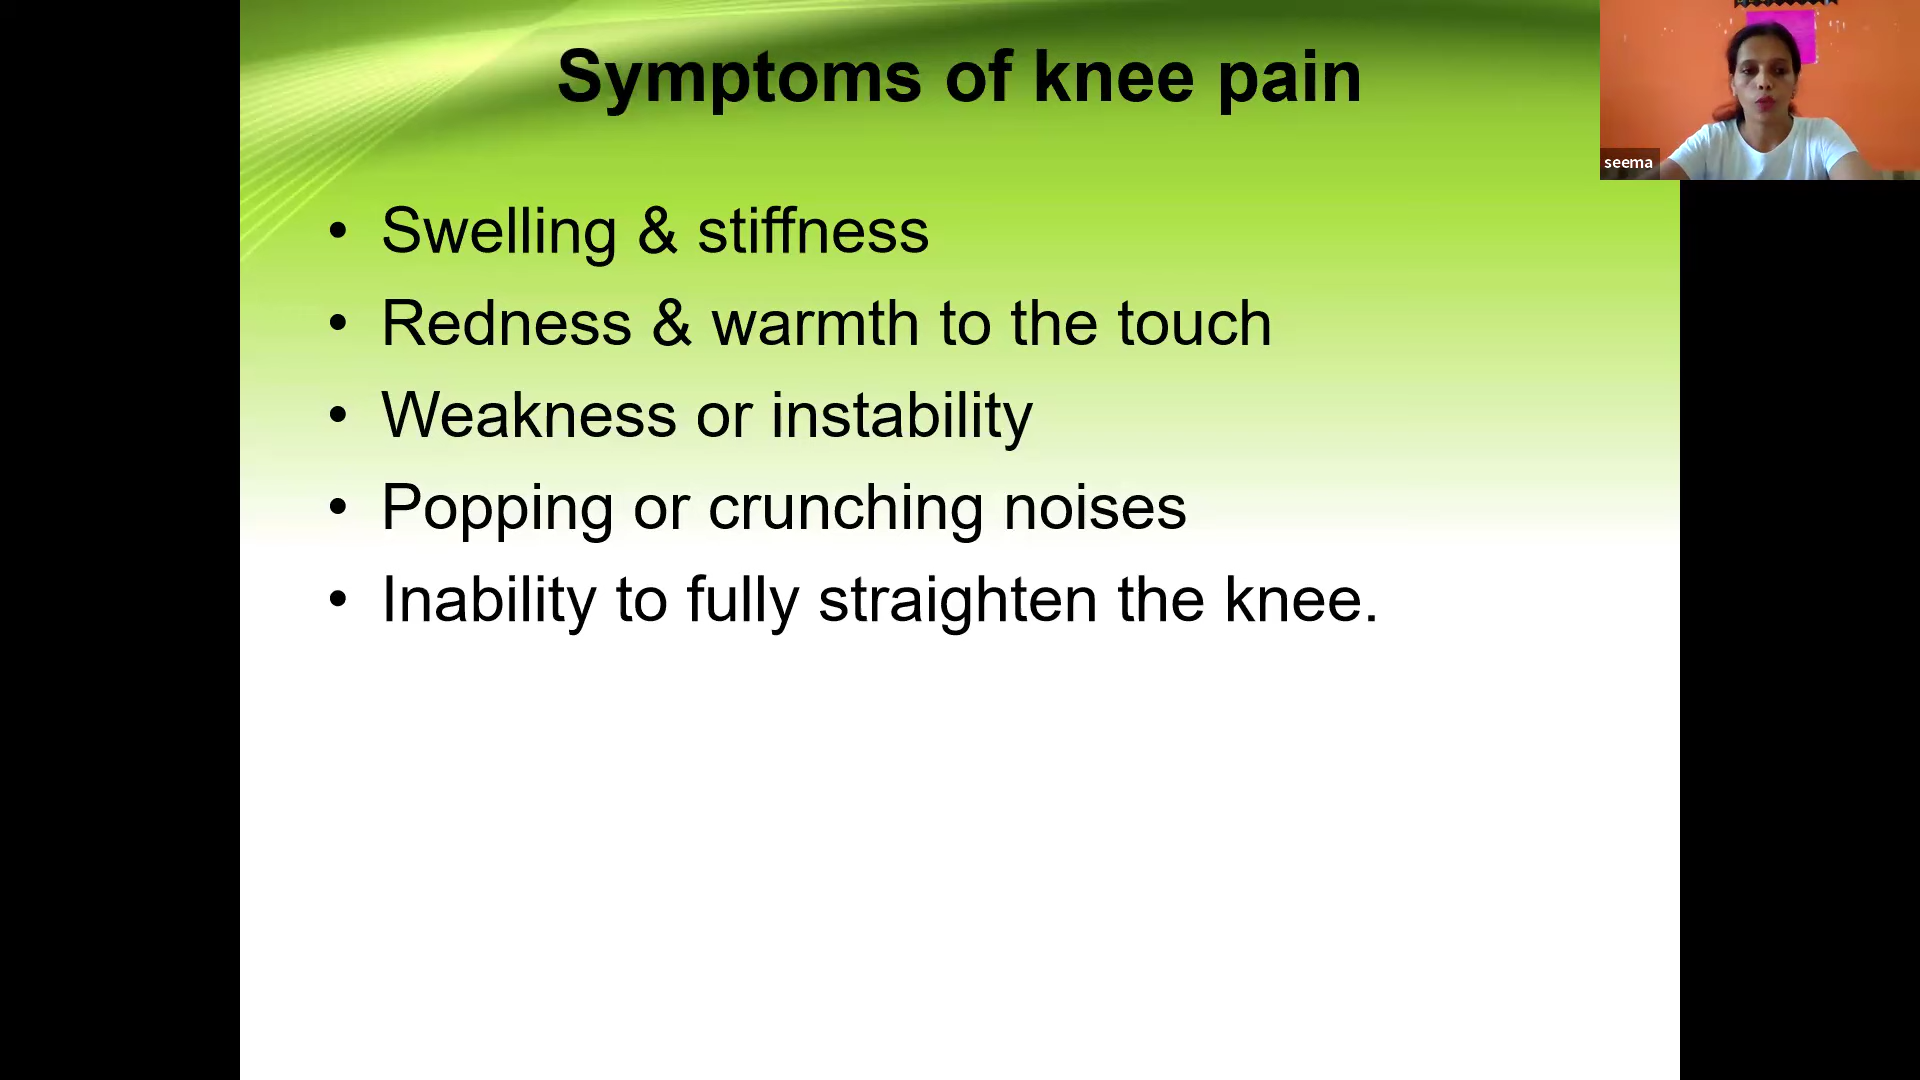 Symptoms of knee pain
seema
• Swelling & stiffness
• Redness & warmth to the touch
• Weakness or instability
• Popping or crunching noises
• Inability to fully straighten the knee.